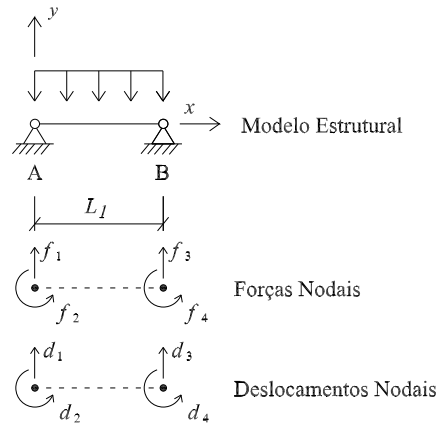 y
x
Modelo Estrutural
A B
L1
f1 f3
Forças Nodais
f2 f4
d1 d3
Deslocamentos Nodais
d2 d4